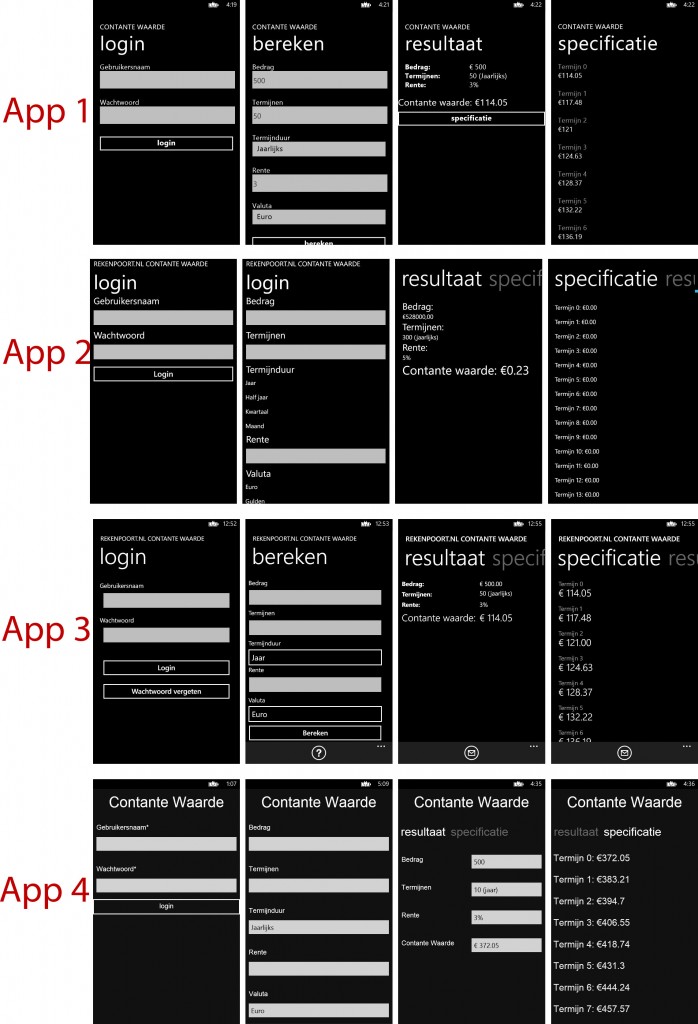 App 1
4:19
CONTANTE WAARDE
login
Gebruikersnaam
Wachtwoord
login
4:21
CONTANTE WAARDE
bereken
Bedrag
500
Termijnen
50
Termijnduur
Jaarlijks
Rente
3
Valuta
Euro
bereken
4:22
CONTANTE WAARDE
resultaat
Bedrag: € 500
Termijnen: 50 (Jaarlijks)
Rente: 3%
Contante waarde: €114.05
specificatie
4:22
CONTANTE WAARDE
specificatie
Termijn 0
€114.05
Termijn 1
€117.48
Termijn 2
€121
Termijn 3
€124.63
Termijn 4
€128.37
Termijn 5
€132.22
Termijn 6
€136.19
App 2
REKENPOORT.NL CONTANTE WAARDE
login
Gebruikersnaam
Wachtwoord
Login
REKENPOORT.NL CONTANTE WAARDE
login
Bedrag
Termijnen
Termijnduur
Jaar
Half jaar
Kwartaal
Maand
Rente
Valuta
Euro
Gulden
resultaat specif
Bedrag:
€528000,00
Termijnen:
300 (jaarlijks)
Rente:
5%
Contante waarde: €0.23
specificatie res
Termijn 0: €0.00
Termijn 1: €0.00
Termijn 2: €0.00
Termijn 3: €0.00
Termijn 4: €0.00
Termijn 5: €0.00
Termijn 6: €0.00
Termijn 7: €0.00
Termijn 8: €0.00
Termijn 9: €0.00
Termijn 10: €0.00
Termijn 11: €0.00
Termijn 12: €0.00
Termijn 13: €0.00
App 3
12:52
REKENPOORT.NL CONTANTE WAARDE
login
Gebruikersnaam
Wachtwoord
Login
Wachtwoord vergeten
12:53
REKENPOORT.NL CONTANTE WAARDE
bereken
Bedrag
Termijnen
Termijnduur
Jaar
Rente
Valuta
Euro
Bereken
?
...
12:55
REKENPOORT.NL CONTANTE WAARDE
resultaat specif
Bedrag: € 500.00
Termijnen: 50 (Jaarlijks)
Rente: 3%
Contante waarde: € 114.05
...
12:55
REKENPOORT.NL CONTANTE WAARDE
specificatie res
Termijn 0
€ 114.05
Termijn 1
€ 117.48
Termijn 2
€ 121.00
Termijn 3
€ 124.63
Termijn 4
€ 128.37
Termijn 5
€ 132.22
Termijn 6
€ 136.19
...
App 4
1:07
Contante Waarde
Gebruikersnaam*
Wachtwoord*
login
5:09
Contante Waarde
Bedrag
Termijnen
Termijnduur
Jaarlijks
Rente
Valuta
Euro
4:35
Contante Waarde
resultaat specificatie
Bedrag 500
Termijnen 10 (jaar)
Rente 3%
Contante Waarde € 372.05
4:36
Contante Waarde
resultaat specificatie
Termijn 0: €372.05
Termijn 1: €383.21
Termijn 2: €394.7
Termijn 3: €406.55
Termijn 4: €418.74
Termijn 5: €431.3
Termijn 6: €444.24
Termijn 7: €457.57